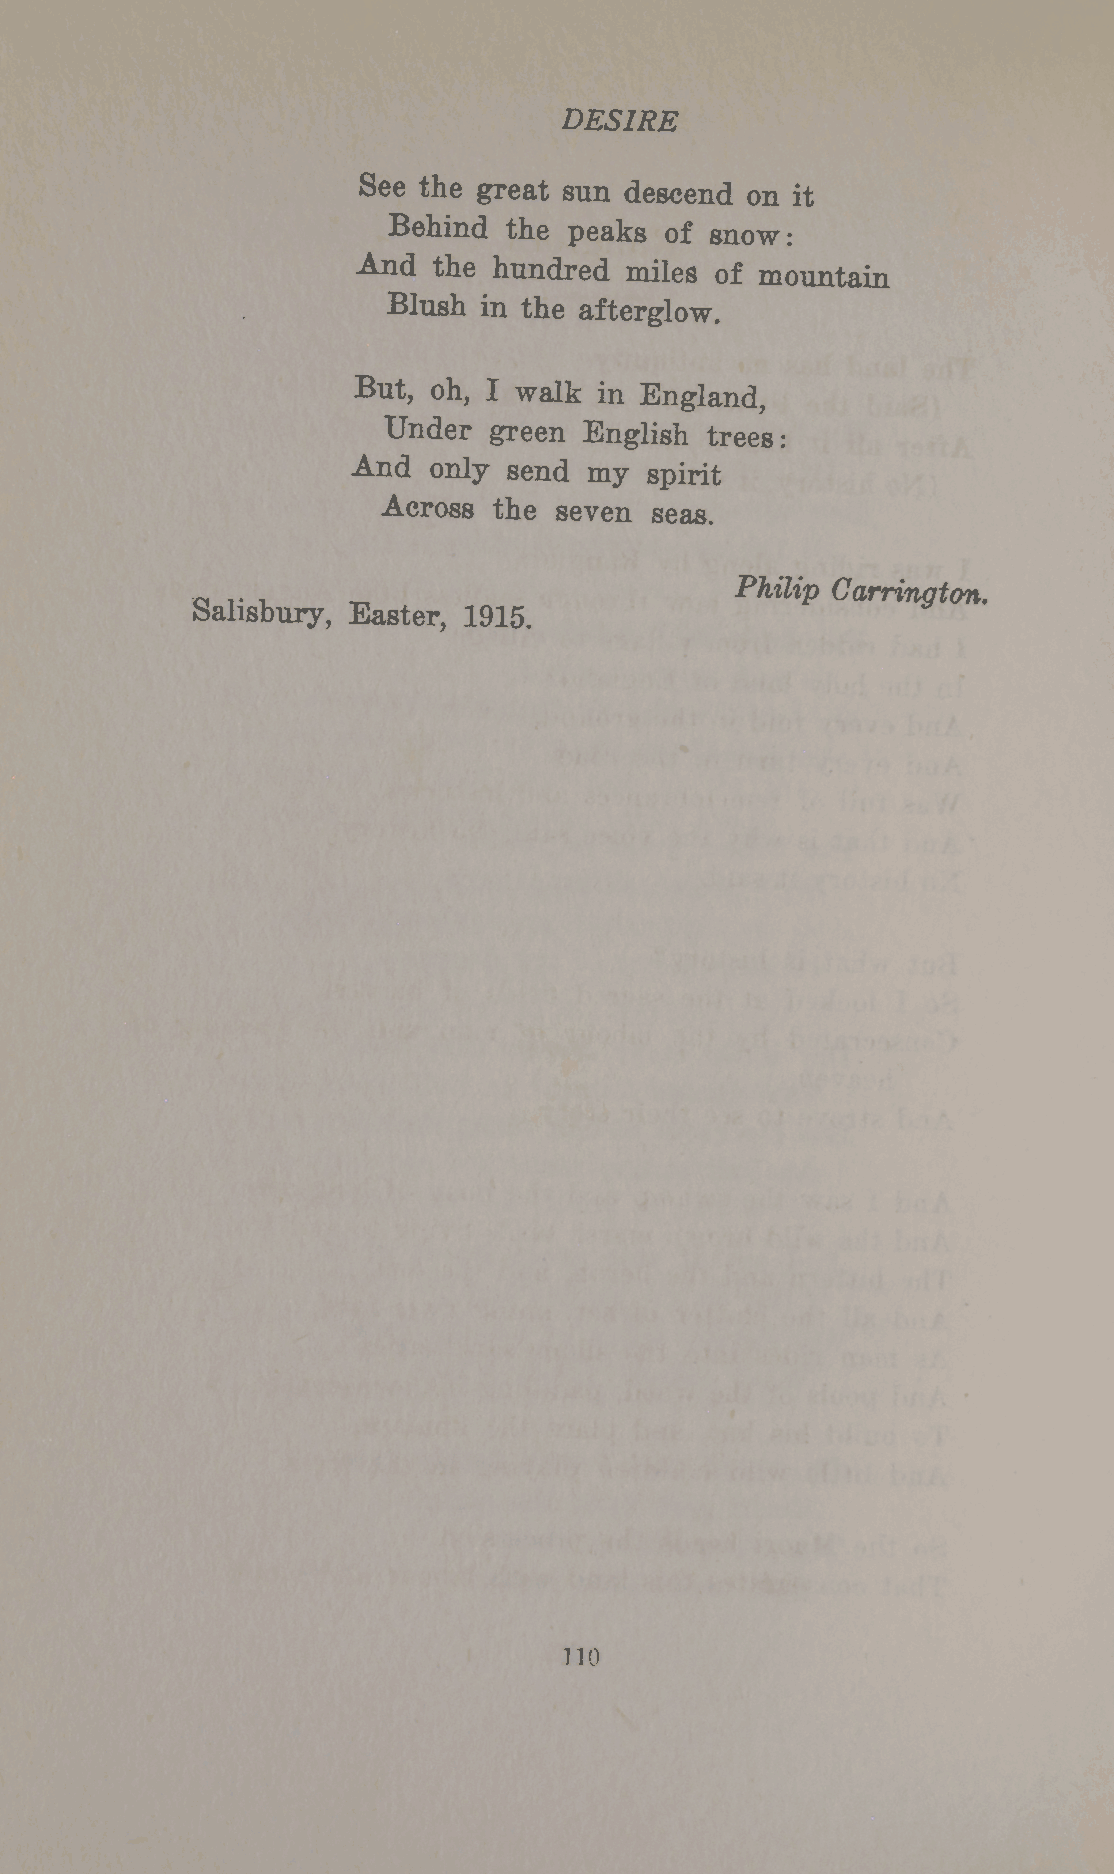 DESIRE
See the great sun descend on it
Behind the peaks of snow:
And the hundred miles of mountain
Blush in the afterglow.
But, oh, I walk in England,
Under green English trees:
And only send my spirit
Across the seven seas.
Philip Carrington.
Salisbury, Easter, 1915.
110